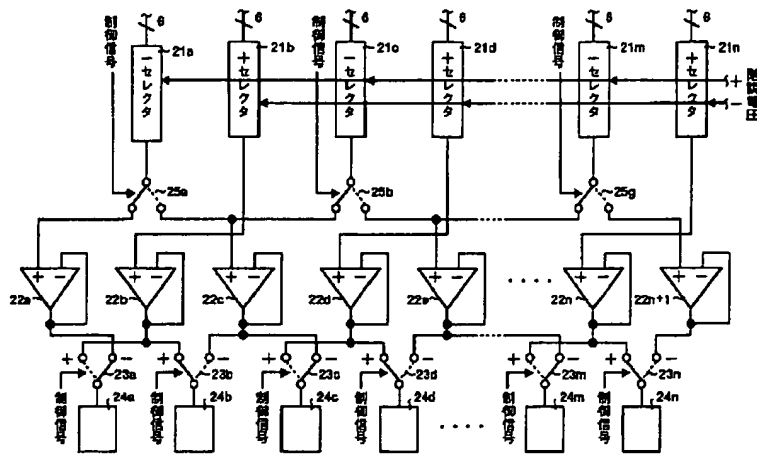 6 6 6 6 6 6
制御信号 21a 21b 制御信号 21c 21d 制御信号 21m 21n
−セレクタ +セレクタ −セレクタ +セレクタ −セレクタ +セレクタ
+
−
25a 25b 25g
+ − + − + − + − + − + − + −
22a 22b 22c 22d 22e 22n 22n+1
+ − + − + − + − + − + −
23a 23b 23c 23d 23m 23n
制御信号 24a 制御信号 24b 制御信号 24c 制御信号 24d 制御信号 24m 制御信号 24n